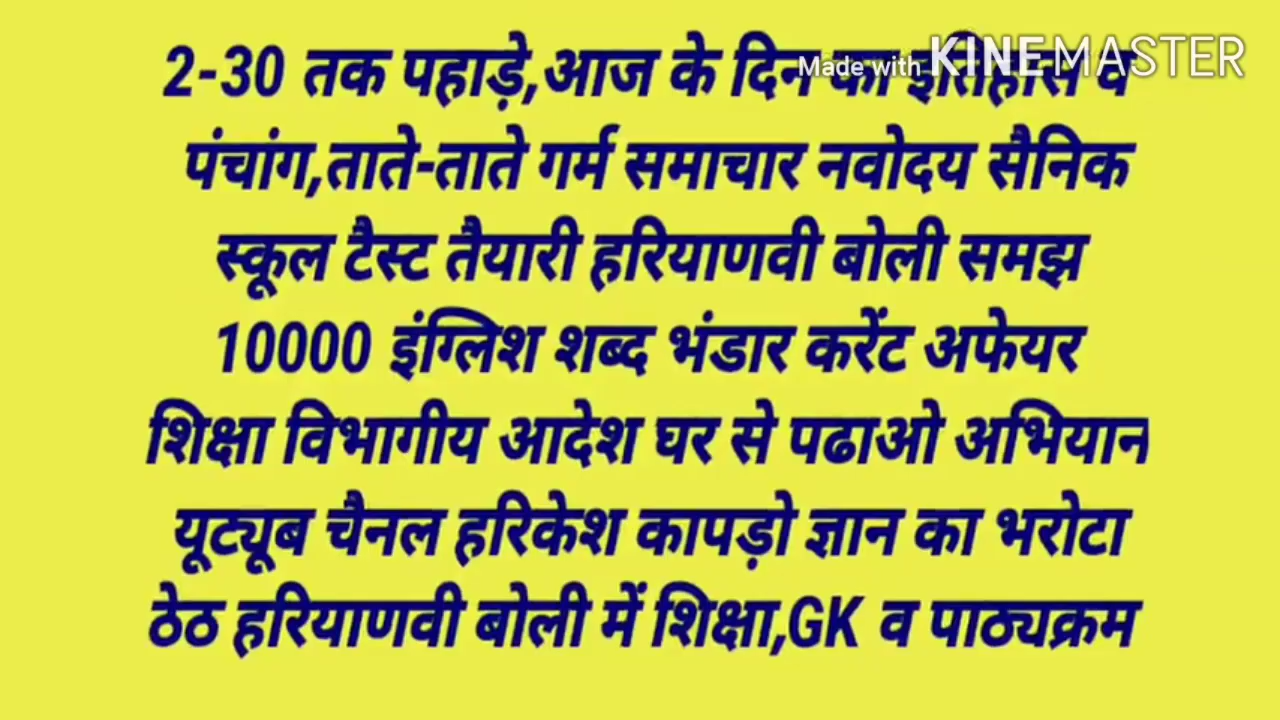 2-30 तक पहाड़े,आज के दिन का इतिहास व
Made with KINEMASTER
पंचांग,ताते-ताते गर्म समाचार नवोदय सैनिक
स्कूल टैस्ट तैयारी हरियाणवी बोली समझ
10000 इंग्लिश शब्द भंडार करेंट अफेयर
शिक्षा विभागीय आदेश घर से पढाओ अभियान
यूट्यूब चैनल हरिकेश कापड़ो ज्ञान का भरोटा
ठेठ हरियाणवी बोली में शिक्षा,GK व पाठ्यक्रम